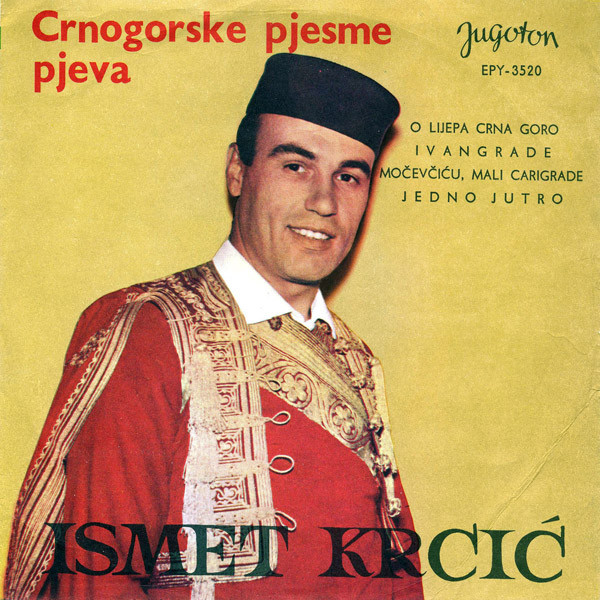 Crnogorske pjesme
pjeva
Jugoton
EPY-3520
O LIJEPA CRNA GORO
IVANGRADE
MOČEVČIĆU, MALI CARIGRADE
JEDNO JUTRO
ISMET KRCIĆ